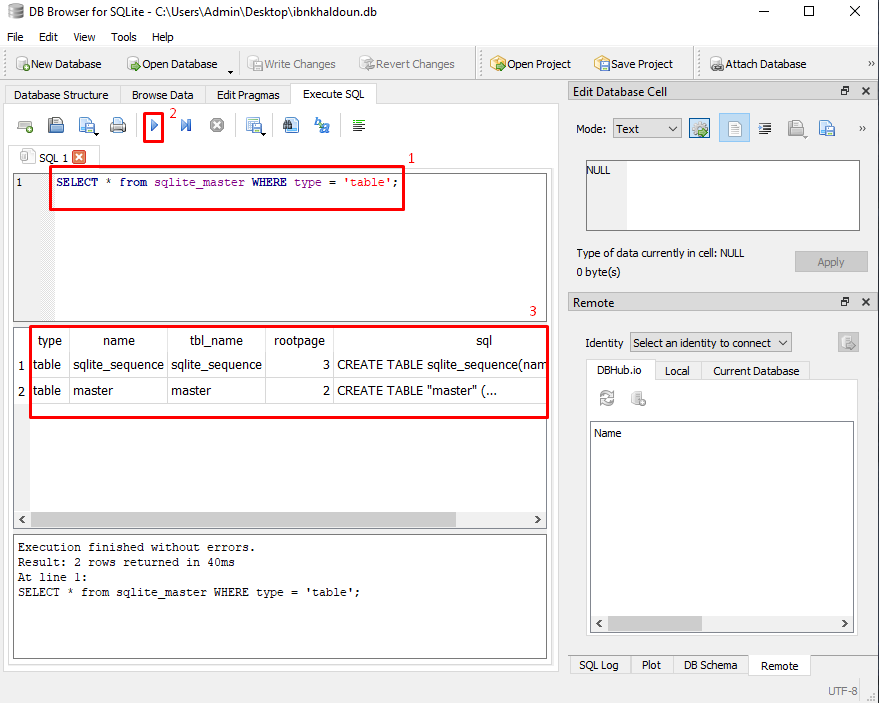 DB Browser for SQLite - C:\Users\Admin\Desktop\ibnkhaldoun.db
File Edit View Tools Help
New Database Open Database Write Changes Revert Changes Open Project Save Project Attach Database »
Database Structure Browse Data Edit Pragmas Execute SQL
2
SQL 1
1
1 SELECT * from sqlite_master WHERE type = 'table';
3
type name tbl_name rootpage sql
1 table sqlite_sequence sqlite_sequence 3 CREATE TABLE sqlite_sequence(nam
2 table master master 2 CREATE TABLE "master" (...
Execution finished without errors.
Result: 2 rows returned in 40ms
At line 1:
SELECT * from sqlite_master WHERE type = 'table';
Edit Database Cell
Mode: Text »
NULL
Type of data currently in cell: NULL
0 byte(s)
Apply
Remote
Identity Select an identity to connect
DBHub.io Local Current Database
Name
SQL Log Plot DB Schema Remote
UTF-8